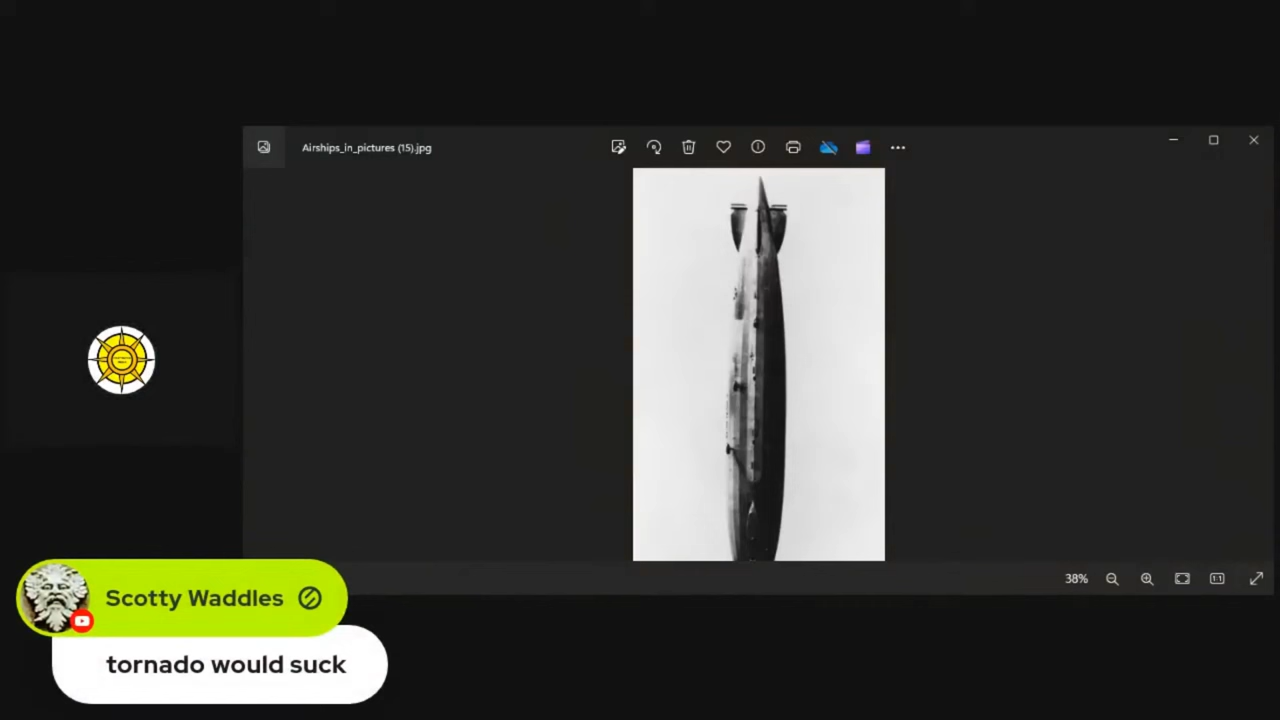 Airships_in_pictures (15).jpg
38%
Scotty Waddles
tornado would suck